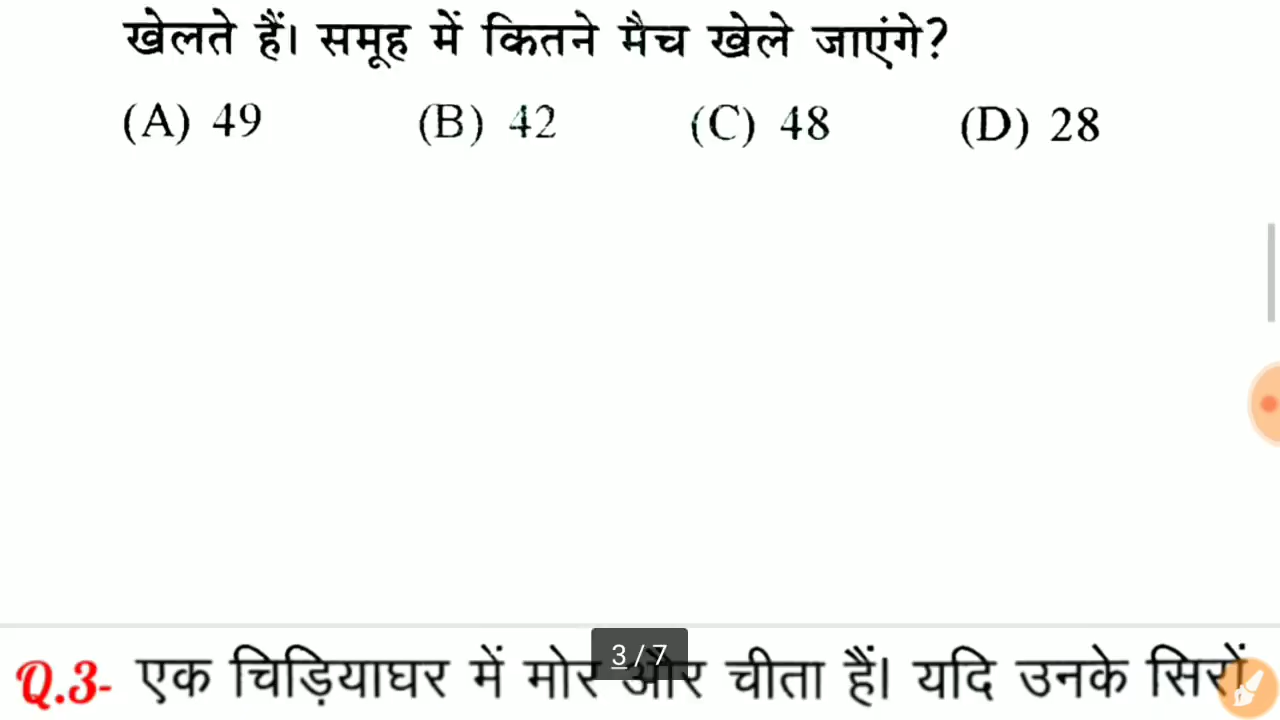 खेलते हैं। समूह में कितने मैच खेले जाएंगे?
(A) 49 (B) 42 (C) 48 (D) 28
3 / 7
Q.3- एक चिड़ियाघर में मोर और चीता हैं। यदि उनके सिरों